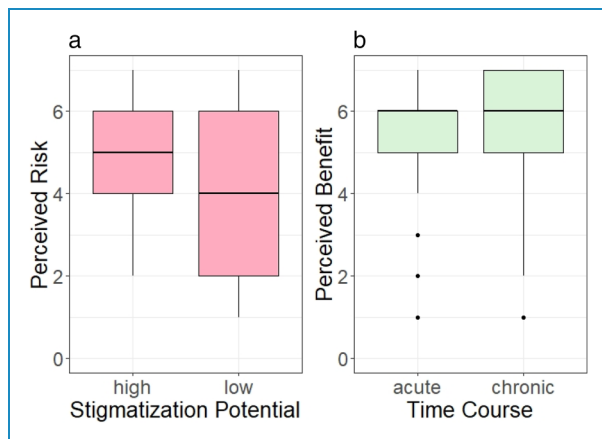 a
Perceived Risk
6
4
2
0
high low
Stigmatization Potential
b
Perceived Benefit
6
4
2
0
acute chronic
Time Course